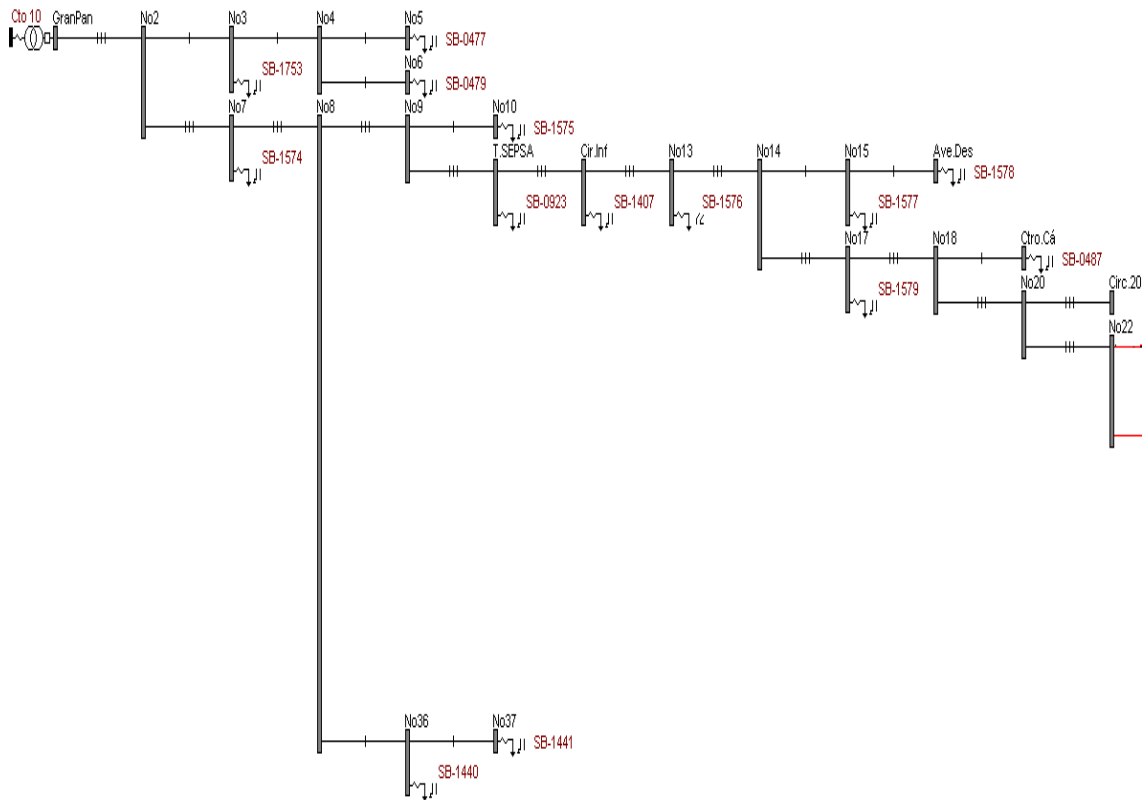 Cto 10
GranPan
No2
No3
No4
No5
SB-0477
SB-1753
No6
SB-0479
No7
No8
No9
No10
SB-1575
SB-1574
T.SEPSA
Cir.Inf
No13
No14
No15
Ave.Des
SB-1578
SB-0923
SB-1407
SB-1576
SB-1577
No17
No18
Ctro.Cá
SB-0487
SB-1579
No20
Circ.20
No22
No36
No37
SB-1441
SB-1440